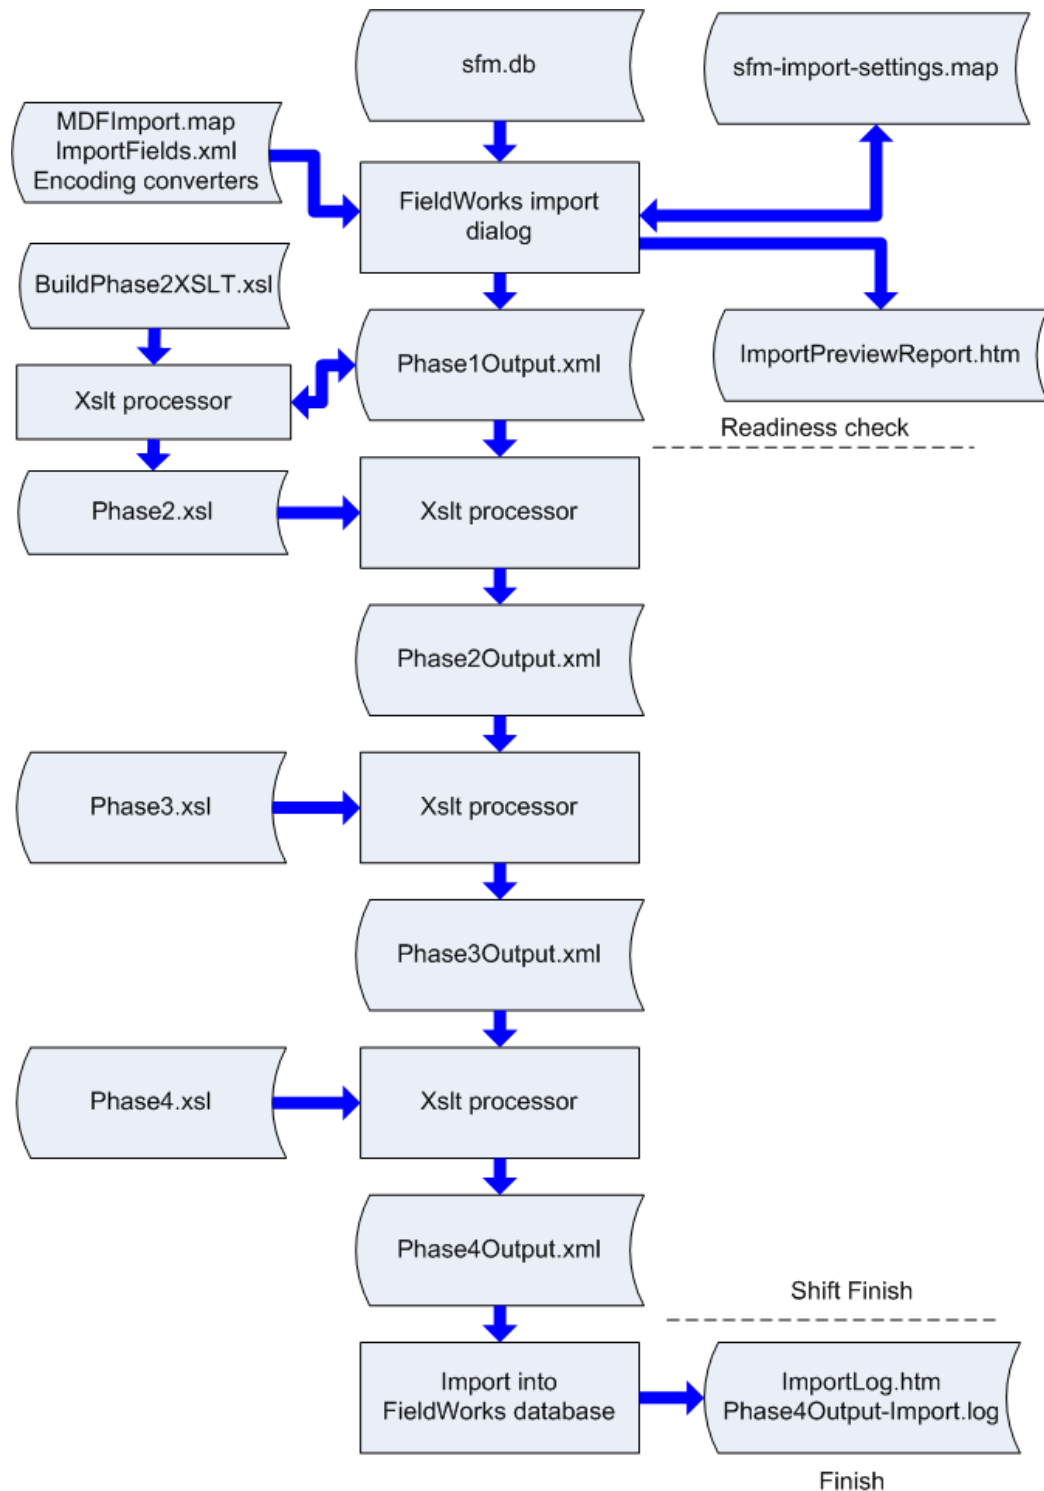 sfm.db
sfm-import-settings.map
MDFImport.map
ImportFields.xml
Encoding converters
FieldWorks import
dialog
BuildPhase2XSLT.xsl
Phase1Output.xml
ImportPreviewReport.htm
Xslt processor
Readiness check
Phase2.xsl
Xslt processor
Phase2Output.xml
Phase3.xsl
Xslt processor
Phase3Output.xml
Phase4.xsl
Xslt processor
Phase4Output.xml
Shift Finish
Import into
FieldWorks database
ImportLog.htm
Phase4Output-Import.log
Finish